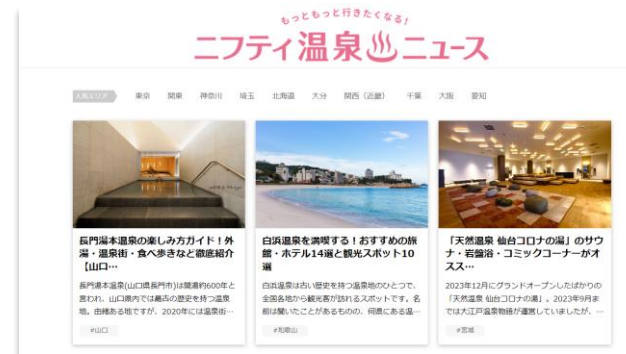 もっともっと行きたくなる!
ニフティ温泉 ニュース
人気エリア 東京 関東 神奈川 埼玉 北海道 大分 関西（近畿） 千葉 大阪 愛知
長門湯本温泉の楽しみ方ガイド！外
湯・温泉街・食べ歩きなど徹底紹介
【山口…
長門湯本温泉(山口県長門市)は開湯約600年と
言われ、山口県内では最古の歴史を持つ温泉
地。由緒ある地ですが、2020年には温泉街…
#山口
白浜温泉を満喫する！おすすめの旅
館・ホテル14選と観光スポット10
選
白浜温泉は古い歴史を持つ温泉地のひとつで、
全国各地から観光客が訪れるスポットです。名
前は聞いたことがあるものの、何県にある温…
#和歌山
「天然温泉 仙台コロナの湯」のサウ
ナ・岩盤浴・コミックコーナーがオ
スス…
2023年12月にグランドオープンしたばかりの
「天然温泉 仙台コロナの湯」。2023年9月ま
では大江戸温泉物語が運営していましたが、…
#宮城